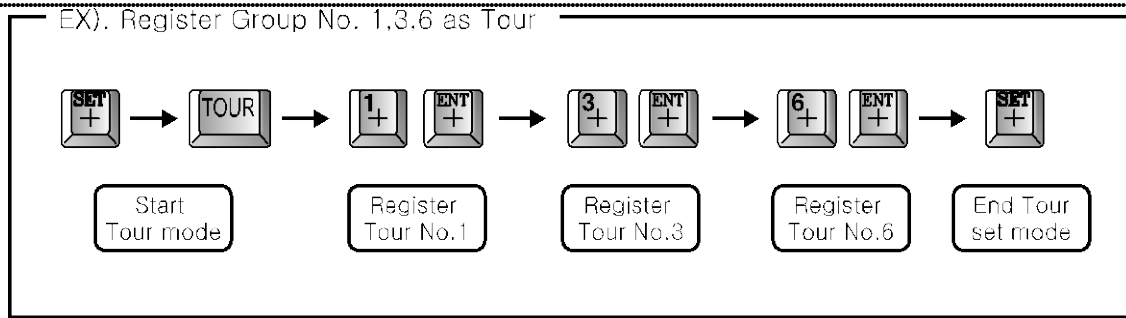 EX). Register Group No. 1,3,6 as Tour
SET + TOUR 1 + ENT + 3 + ENT + 6 + ENT + SET +
Start
Tour mode
Register
Tour No.1
Register
Tour No.3
Register
Tour No.6
End Tour
set mode